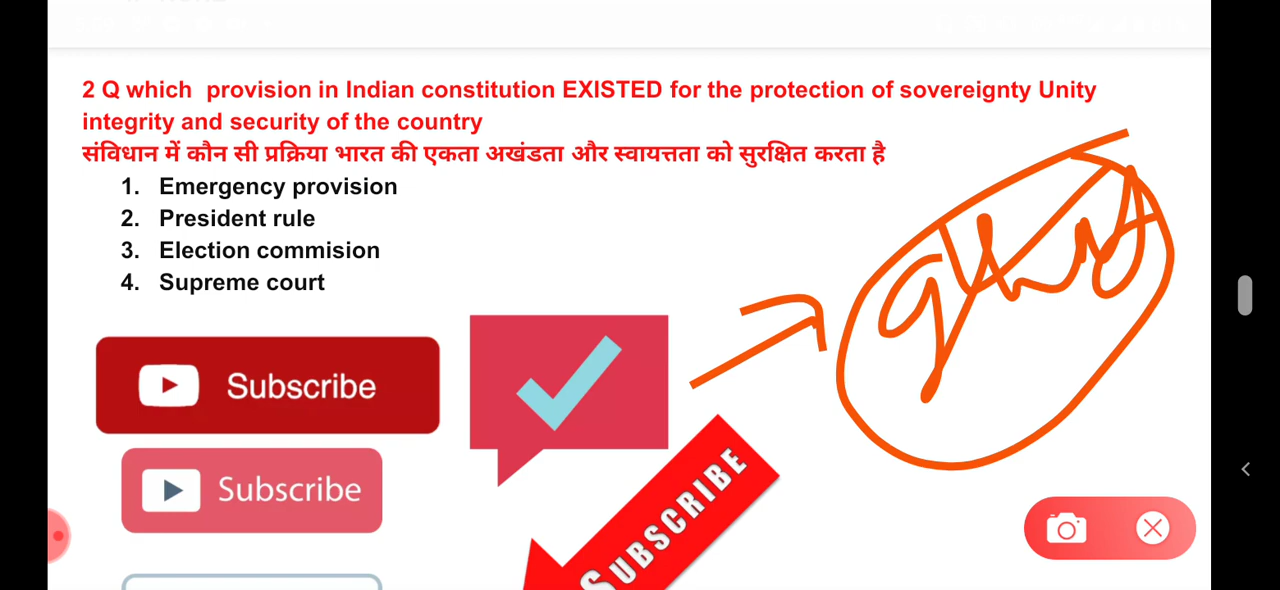 2 Q which provision in Indian constitution EXISTED for the protection of sovereignty Unity
integrity and security of the country
संविधान में कौन सी प्रक्रिया भारत की एकता अखंडता और स्वायत्तता को सुरक्षित करता है
1. Emergency provision
2. President rule
3. Election commision
4. Supreme court
Subscribe
Subscribe
SUBSCRIBE